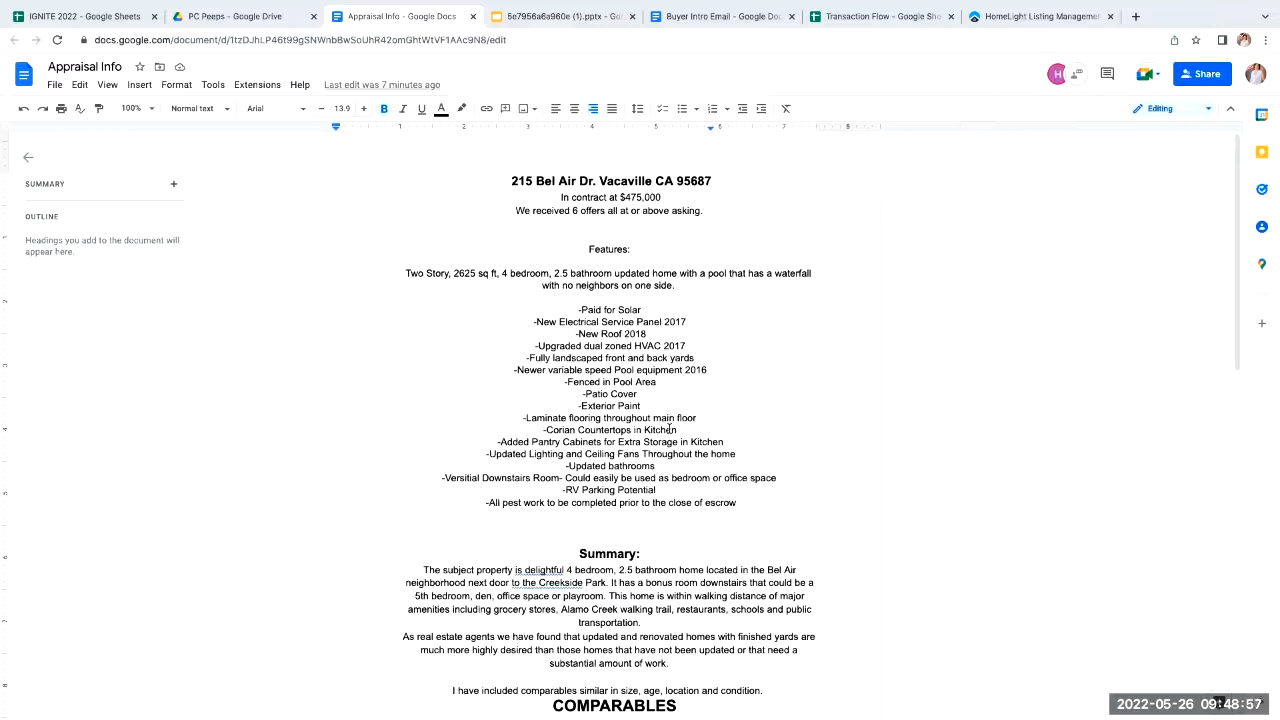 IGNITE 2022 - Google Sheets
PC Peeps - Google Drive
Appraisal Info - Google Docs
5e7956a6a960e (1).pptx - Go
Buyer Intro Email - Google Doc
Transaction Flow - Google She
HomeLight Listing Managemen
docs.google.com/document/d/1tzDJhLP46t99gSNWnbBwSoUhR42omGhtWtVF1AAc9N8/edit
Appraisal Info
File Edit View Insert Format Tools Extensions Help Last edit was 7 minutes ago
H
Share
100% Normal text Arial 13.9 B I U A Editing
1 2 3 4 5 6 7 8
SUMMARY
OUTLINE
Headings you add to the document will
appear here.
215 Bel Air Dr. Vacaville CA 95687
In contract at $475,000
We received 6 offers all at or above asking.
Features:
Two Story, 2625 sq ft, 4 bedroom, 2.5 bathroom updated home with a pool that has a waterfall
with no neighbors on one side.
-Paid for Solar
-New Electrical Service Panel 2017
-New Roof 2018
-Upgraded dual zoned HVAC 2017
-Fully landscaped front and back yards
-Newer variable speed Pool equipment 2016
-Fenced in Pool Area
-Patio Cover
-Exterior Paint
-Laminate flooring throughout main floor
-Corian Countertops in Kitchen
-Added Pantry Cabinets for Extra Storage in Kitchen
-Updated Lighting and Ceiling Fans Throughout the home
-Updated bathrooms
-Versitial Downstairs Room- Could easily be used as bedroom or office space
-RV Parking Potential
-All pest work to be completed prior to the close of escrow
Summary:
The subject property is delightful 4 bedroom, 2.5 bathroom home located in the Bel Air
neighborhood next door to the Creekside Park. It has a bonus room downstairs that could be a
5th bedroom, den, office space or playroom. This home is within walking distance of major
amenities including grocery stores, Alamo Creek walking trail, restaurants, schools and public
transportation.
As real estate agents we have found that updated and renovated homes with finished yards are
much more highly desired than those homes that have not been updated or that need a
substantial amount of work.
I have included comparables similar in size, age, location and condition.
COMPARABLES
2022-05-26 09:48:57